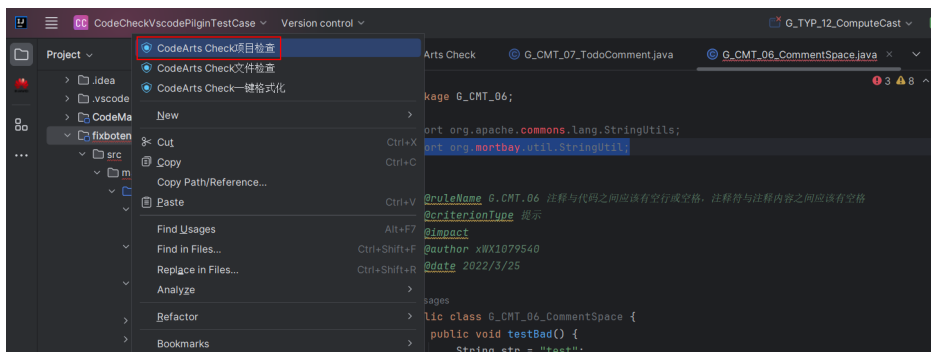 CC CodeCheckVscodePilginTestCase Version control G_TYP_12_ComputeCast
Project
.idea
.vscode
CodeMa
fixboten
src
m
CodeArts Check项目检查
CodeArts Check文件检查
CodeArts Check一键格式化
New
Cut Ctrl+X
Copy Ctrl+C
Copy Path/Reference...
Paste Ctrl+V
Find Usages Alt+F7
Find in Files... Ctrl+Shift+F
Replace in Files... Ctrl+Shift+R
Analyze
Refactor
Bookmarks
Arts Check G_CMT_07_TodoComment.java G_CMT_06_CommentSpace.java
3 8
kage G_CMT_06;
ort org.apache.commons.lang.StringUtils;
ort org.mortbay.util.StringUtil;
@ruleName G.CMT.06 注释与代码之间应该有空行或空格，注释符与注释内容之间应该有空格
@criterionType 提示
@impact
@author xWX1079540
@date 2022/3/25
sages
lic class G_CMT_06_CommentSpace {
public void testBad() {
String str = "test";